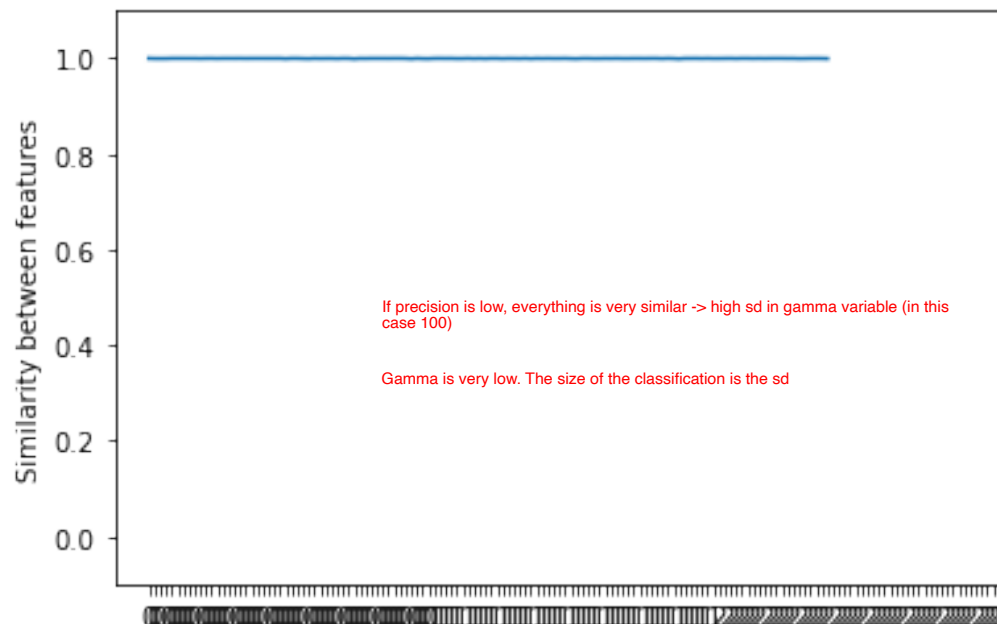 1.0
0.8
0.6
0.4
0.2
0.0
Similarity between features
If precision is low, everything is very similar -> high sd in gamma variable (in this
case 100)
Gamma is very low. The size of the classification is the sd